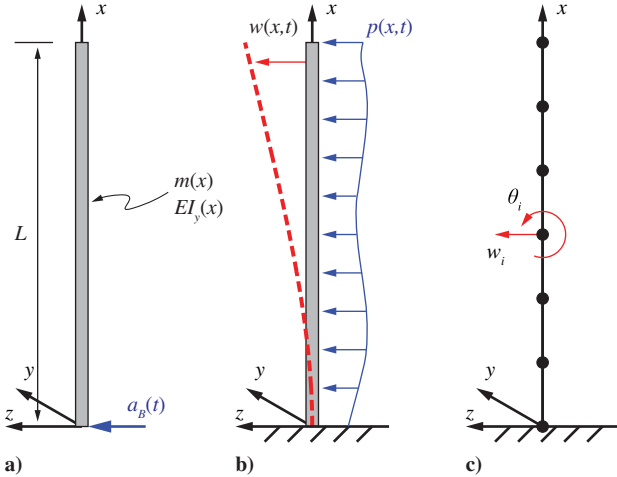 x
L
m(x)
EI_y(x)
y
z
a_B(t)
a)
x
w(x,t)
p(x,t)
y
z
b)
x
θ_i
w_i
y
z
c)